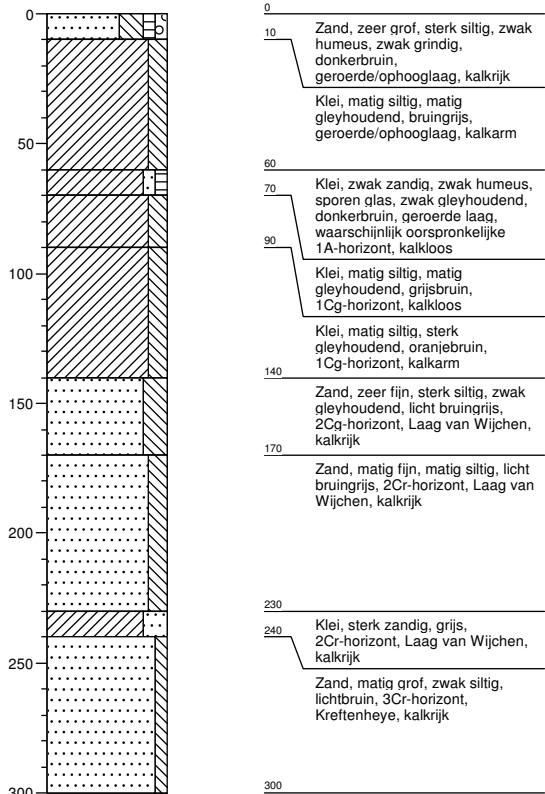 0
50
100
150
200
250
300
0
Zand, zeer grof, sterk siltig, zwak
humeus, zwak grindig,
donkerbruin,
geroerde/ophooglaag, kalkrijk
10
Klei, matig siltig, matig
gleyhoudend, bruingrijs,
geroerde/ophooglaag, kalkarm
60
Klei, zwak zandig, zwak humeus,
sporen glas, zwak gleyhoudend,
donkerbruin, geroerde laag,
waarschijnlijk oorspronkelijke
1A-horizont, kalkloos
70
Klei, matig siltig, matig
gleyhoudend, grijsbruin,
1Cg-horizont, kalkloos
90
Klei, matig siltig, sterk
gleyhoudend, oranjebruin,
1Cg-horizont, kalkarm
140
Zand, zeer fijn, sterk siltig, zwak
gleyhoudend, licht bruingrijs,
2Cg-horizont, Laag van Wijchen,
kalkrijk
170
Zand, matig fijn, matig siltig, licht
bruingrijs, 2Cr-horizont, Laag van
Wijchen, kalkrijk
230
Klei, sterk zandig, grijs,
2Cr-horizont, Laag van Wijchen,
kalkrijk
240
Zand, matig grof, zwak siltig,
lichtbruin, 3Cr-horizont,
Kreftenheye, kalkrijk
300